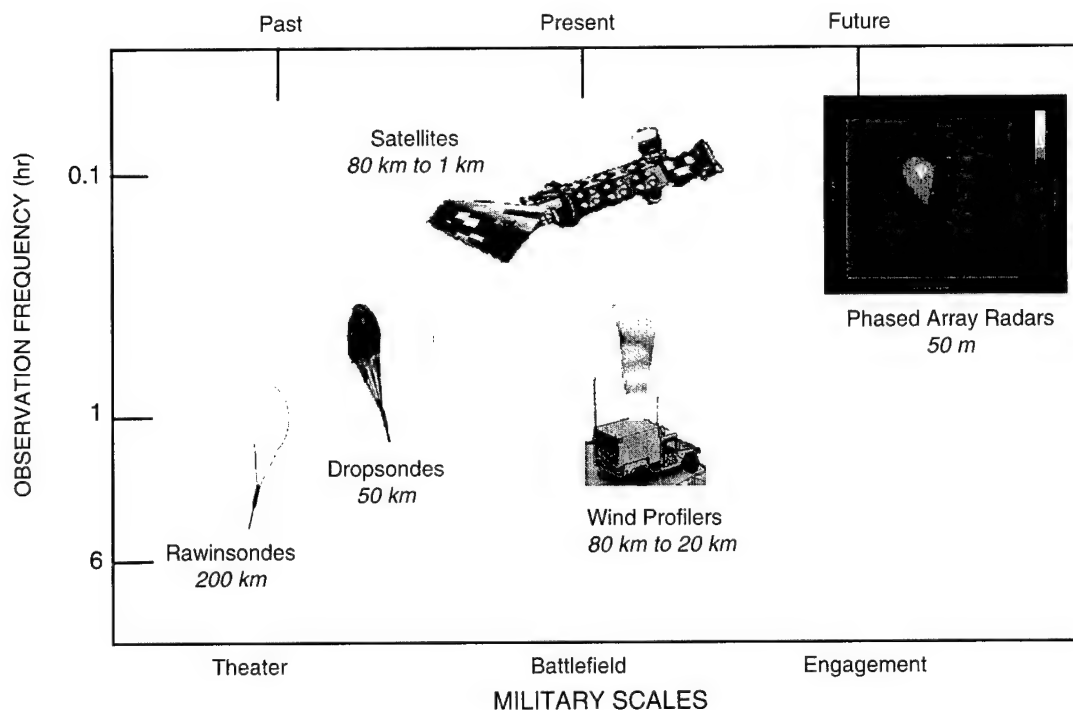 Past
Present
Future
OBSERVATION FREQUENCY (hr)
0.1
1
6
Satellites
80 km to 1 km
Phased Array Radars
50 m
Dropsondes
50 km
Wind Profilers
80 km to 20 km
Rawinsondes
200 km
Theater
Battlefield
Engagement
MILITARY SCALES